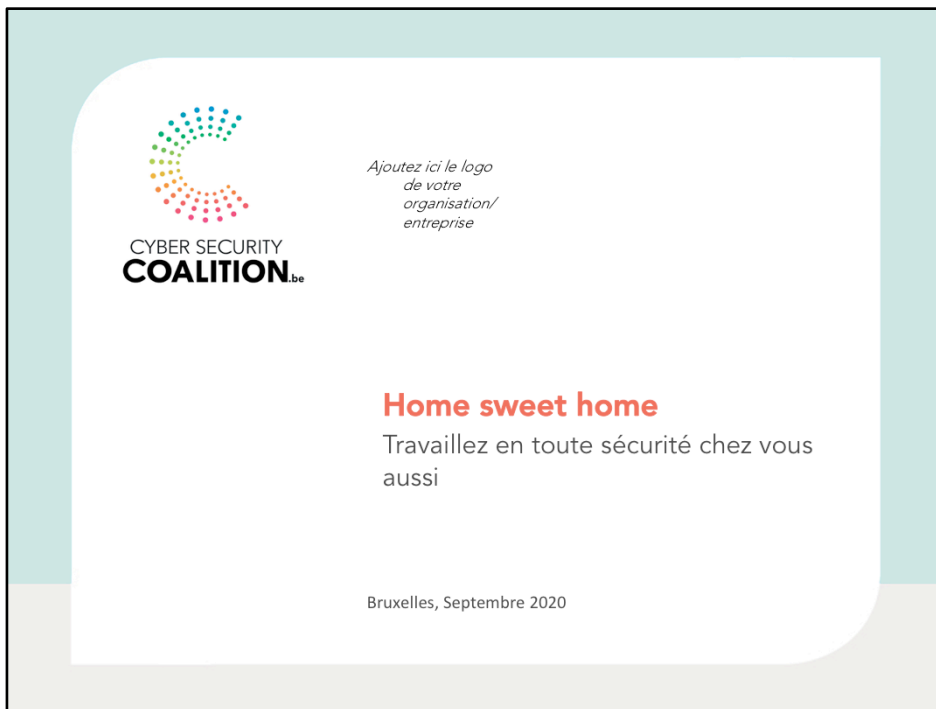 CYBER SECURITY
COALITION.be
Ajoutez ici le logo
de votre
organisation/
entreprise
Home sweet home
Travaillez en toute sécurité chez vous
aussi
Bruxelles, Septembre 2020